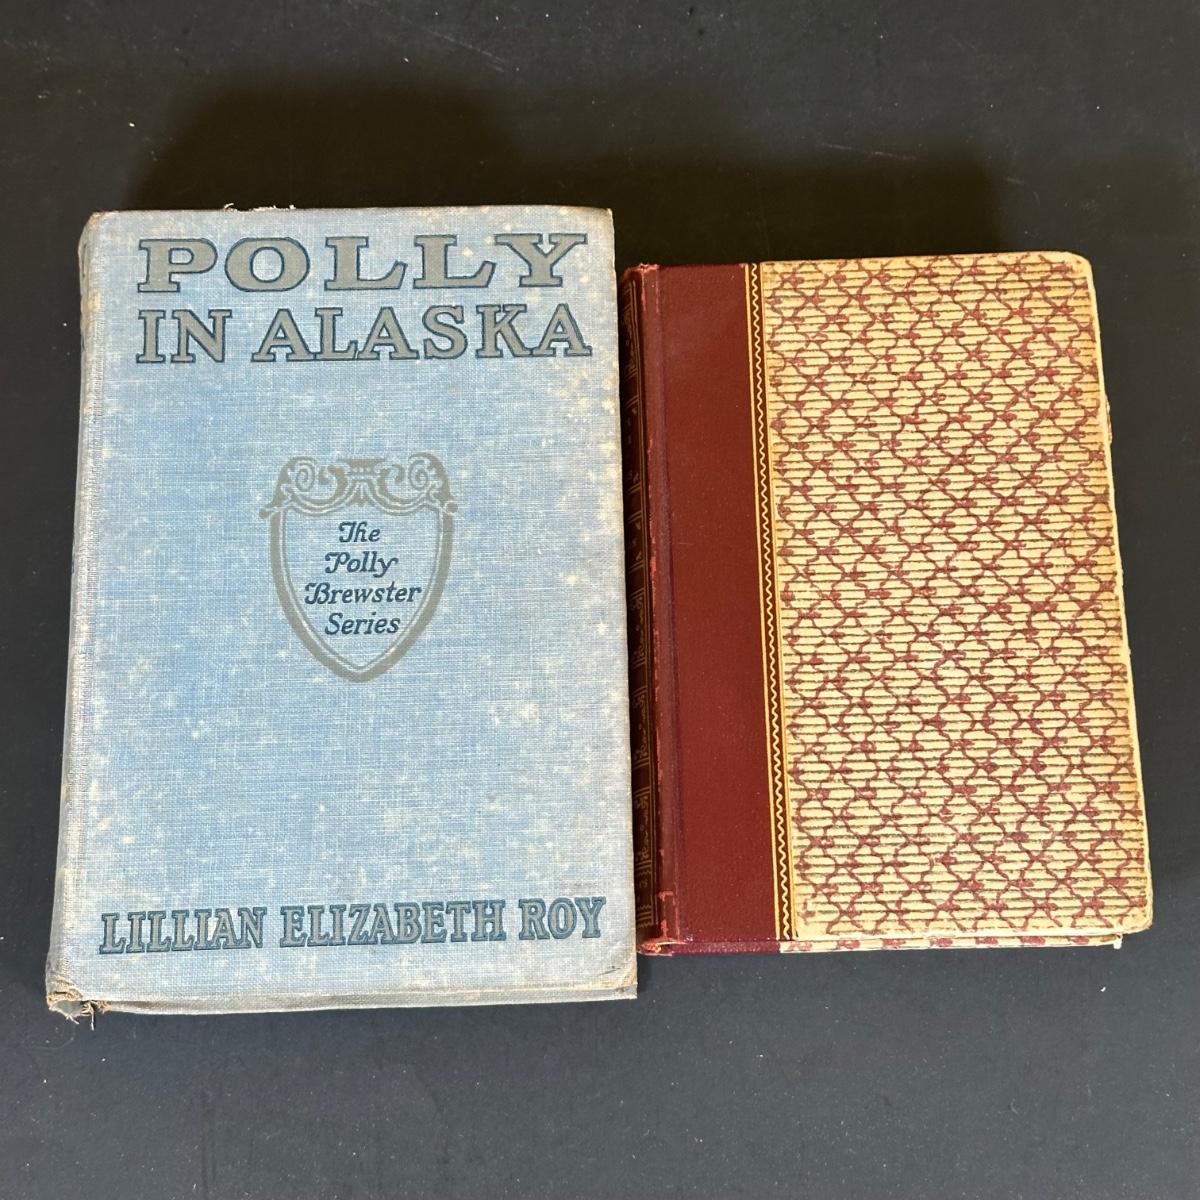 POLLY
IN ALASKA
The
Polly
Brewster
Series
LILLIAN ELIZABETH ROY